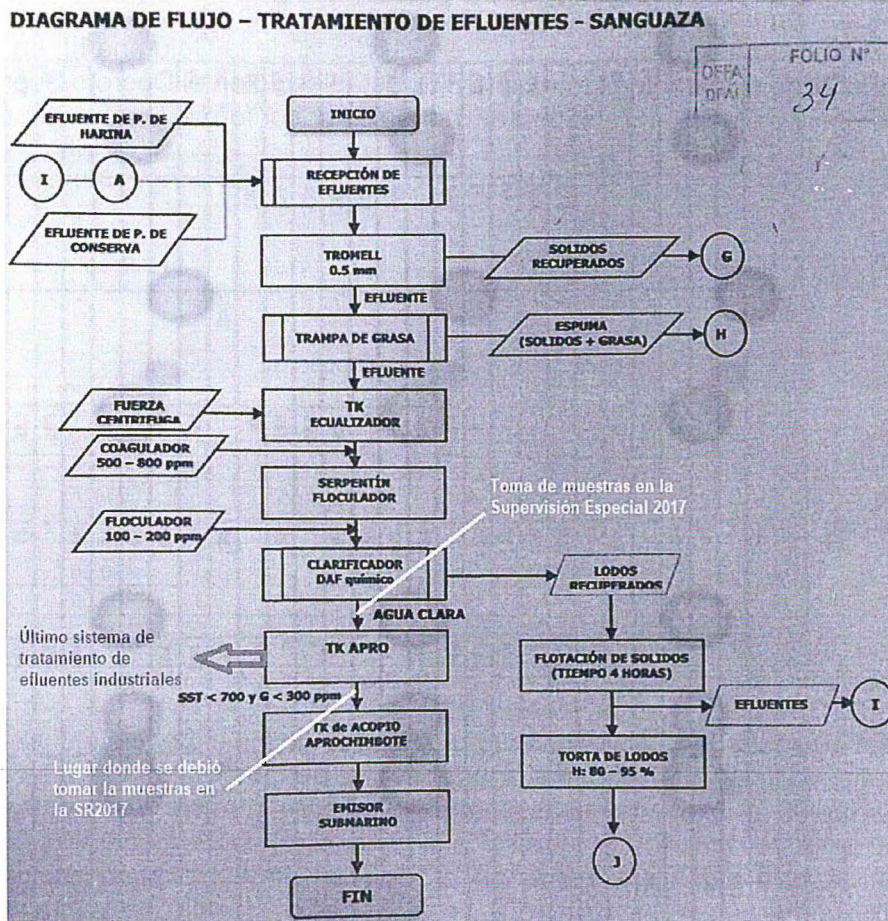 DIAGRAMA DE FLUJO – TRATAMIENTO DE EFLUENTES - SANGUAZA
FOLIO N°
34
INICIO
EFLUENTE DE P. DE
HARINA
I
A
RECEPCIÓN DE
EFLUENTES
EFLUENTE DE P. DE
CONSERVA
TROMELL
0.5 mm
SOLIDOS
RECUPERADOS
G
EFLUENTE
TRAMPA DE GRASA
ESPUMA
(SOLIDOS + GRASA)
H
EFLUENTE
FUERZA
CENTRIFUGA
TK
ECUALIZADOR
COAGULADOR
500 – 800 ppm
SERPENTÍN
FLOCULADOR
Toma de muestras en la
Supervisión Especial 2017
FLOCULADOR
100 – 200 ppm
CLARIFICADOR
DAF químico
LODOS
RECUPERADOS
AGUA CLARA
Último sistema de
tratamiento de
efluentes industriales
TK APRO
FLOTACIÓN DE SOLIDOS
(TIEMPO 4 HORAS)
SST < 700 y G < 300 ppm
EFLUENTES
I
TK de ACOPIO
APROCHIMBOTE
TORTA DE LODOS
H: 80 – 95 %
Lugar donde se debió
tomar la muestras en
la SR2017
EMISOR
SUBMARINO
J
FIN